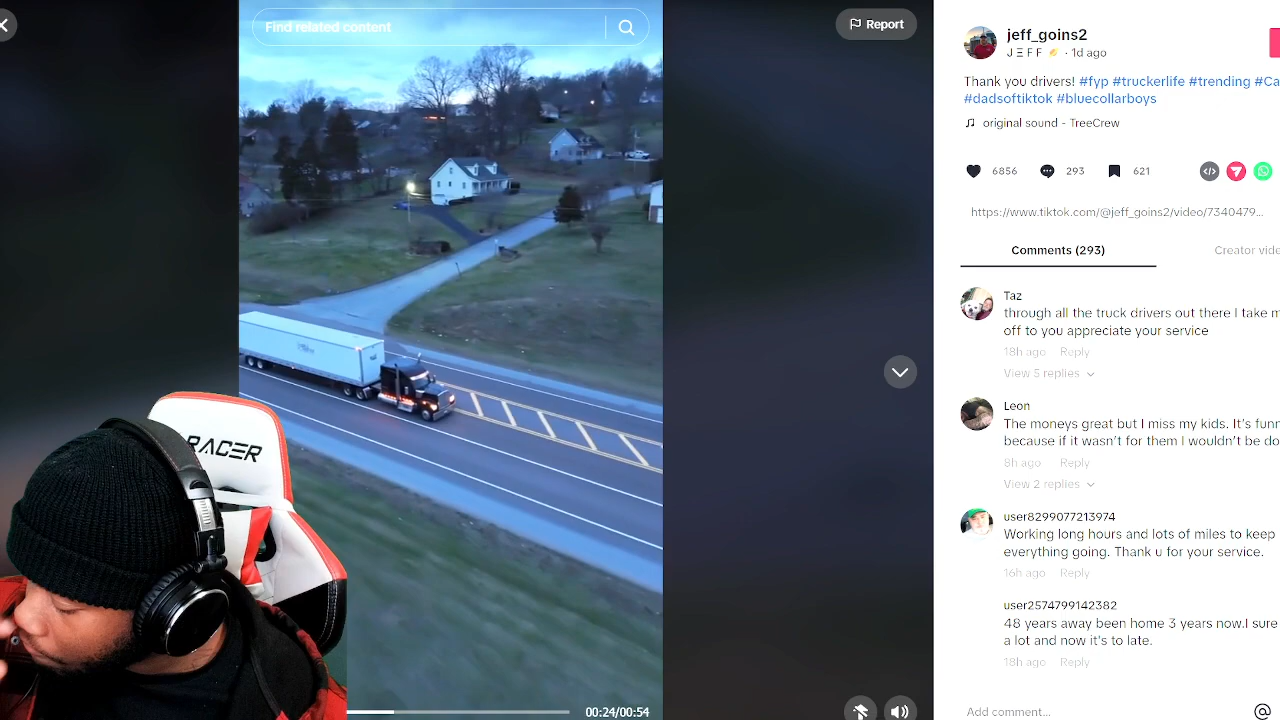 Find related content
Report
jeff_goins2
J Ξ F F · 1d ago
Thank you drivers! #fyp #truckerlife #trending #Ca
#dadsoftiktok #bluecollarboys
original sound - TreeCrew
6856
293
621
https://www.tiktok.com/@jeff_goins2/video/7340479...
Comments (293)
Creator vide
Taz
through all the truck drivers out there I take m
off to you appreciate your service
18h ago Reply
View 5 replies
Leon
The moneys great but I miss my kids. It's funn
because if it wasn't for them I wouldn't be do
8h ago Reply
View 2 replies
user8299077213974
Working long hours and lots of miles to keep
everything going. Thank u for your service.
16h ago Reply
user2574799142382
48 years away been home 3 years now.I sure
a lot and now it's to late.
18h ago Reply
Add comment...
@
00:24/00:54
RACER